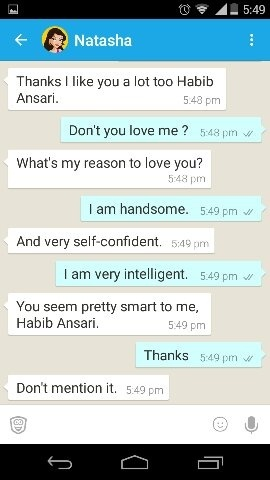 5:49
Natasha
Thanks I like you a lot too Habib
Ansari.
5:48 pm
Don't you love me ? 5:48 pm
What's my reason to love you?
5:48 pm
I am handsome. 5:49 pm
And very self-confident. 5:49 pm
I am very intelligent. 5:49 pm
You seem pretty smart to me,
Habib Ansari.
5:49 pm
Thanks 5:49 pm
Don't mention it. 5:49 pm